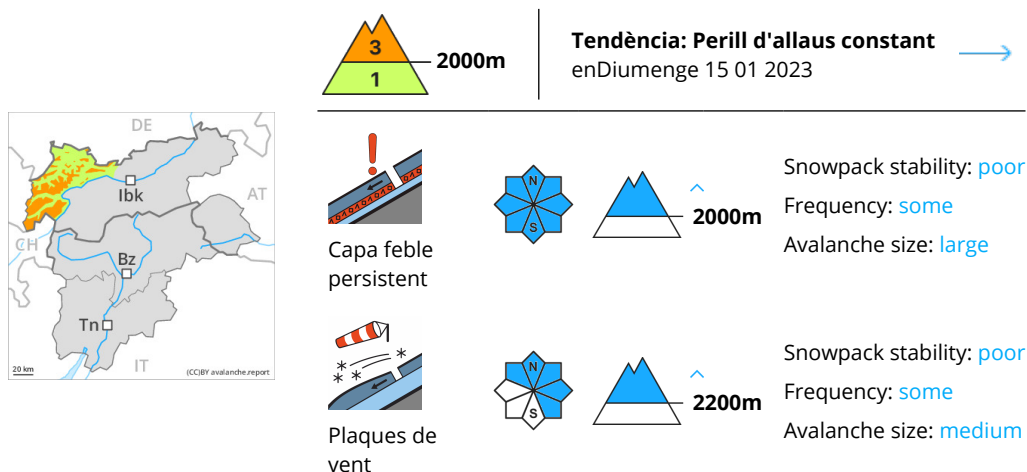 3
1
2000m
Tendència: Perill d'allaus constant
enDiumenge 15 01 2023
DE
AT
CH
IT
Ibk
Bz
Tn
20 km
(CC)BY avalanche.report
Capa feble
persistent
N
S
2000m
Snowpack stability: poor
Frequency: some
Avalanche size: large
Plaques de
vent
N
S
2200m
Snowpack stability: poor
Frequency: some
Avalanche size: medium